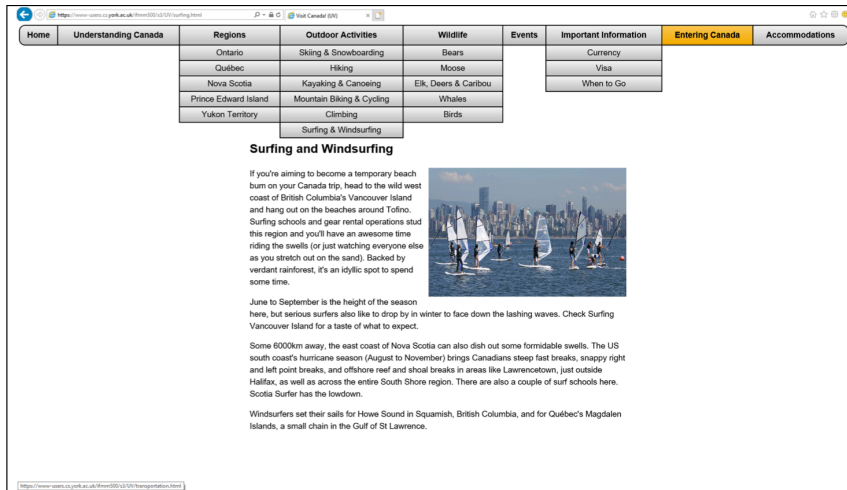 https://www-users.cs.york.ac.uk/ifmm500/s3/UV/surfing.html
Visit Canada! (UV)
Home Understanding Canada Regions Outdoor Activities Wildlife Events Important Information Entering Canada Accommodations
Ontario Skiing & Snowboarding Bears Currency
Québec Hiking Moose Visa
Nova Scotia Kayaking & Canoeing Elk, Deers & Caribou When to Go
Prince Edward Island Mountain Biking & Cycling Whales
Yukon Territory Climbing Birds
Surfing & Windsurfing
Surfing and Windsurfing
If you're aiming to become a temporary beach
bum on your Canada trip, head to the wild west
coast of British Columbia's Vancouver Island
and hang out on the beaches around Tofino.
Surfing schools and gear rental operations stud
this region and you'll have an awesome time
riding the swells (or just watching everyone else
as you stretch out on the sand). Backed by
verdant rainforest, it's an idyllic spot to spend
some time.
June to September is the height of the season
here, but serious surfers also like to drop by in winter to face down the lashing waves. Check Surfing
Vancouver Island for a taste of what to expect.
Some 6000km away, the east coast of Nova Scotia can also dish out some formidable swells. The US
south coast's hurricane season (August to November) brings Canadians steep fast breaks, snappy right
and left point breaks, and offshore reef and shoal breaks in areas like Lawrencetown, just outside
Halifax, as well as across the entire South Shore region. There are also a couple of surf schools here.
Scotia Surfer has the lowdown.
Windsurfers set their sails for Howe Sound in Squamish, British Columbia, and for Québec's Magdalen
Islands, a small chain in the Gulf of St Lawrence.
https://www-users.cs.york.ac.uk/ifmm500/s3/UV/transportation.html